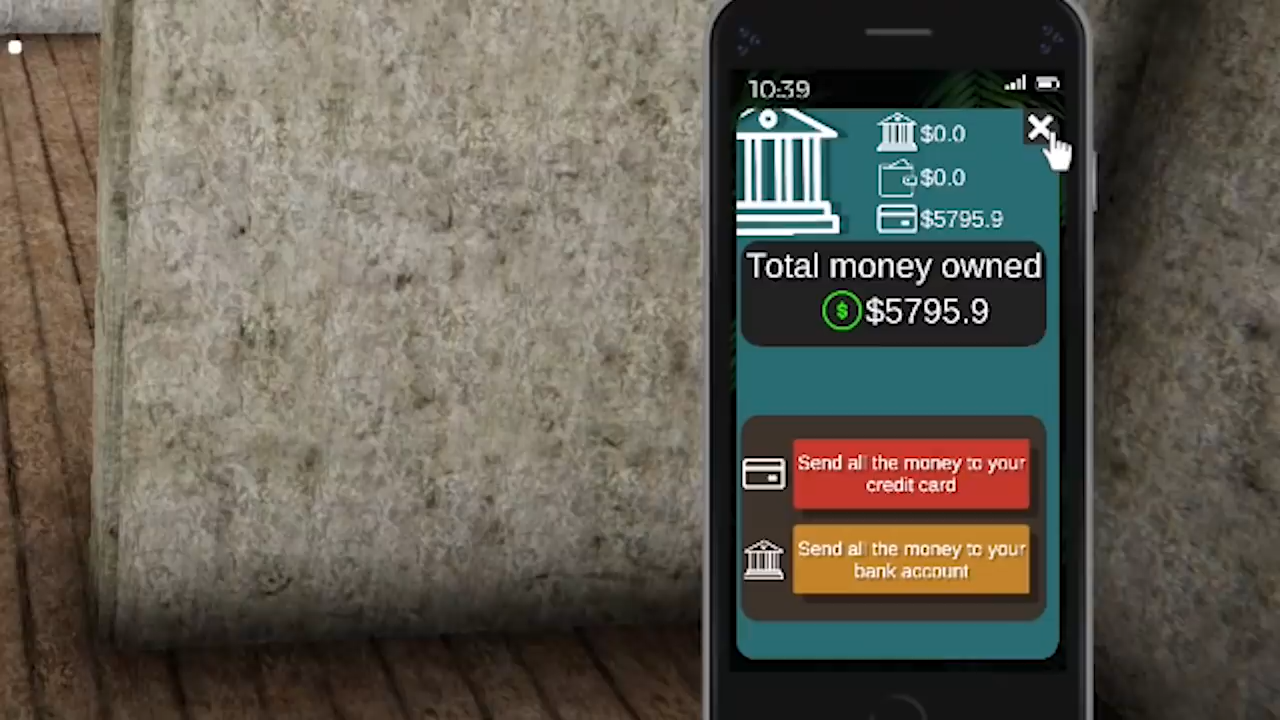 10:39
$0.0
$0.0
$5795.9
Total money owned
$5795.9
Send all the money to your
credit card
Send all the money to your
bank account